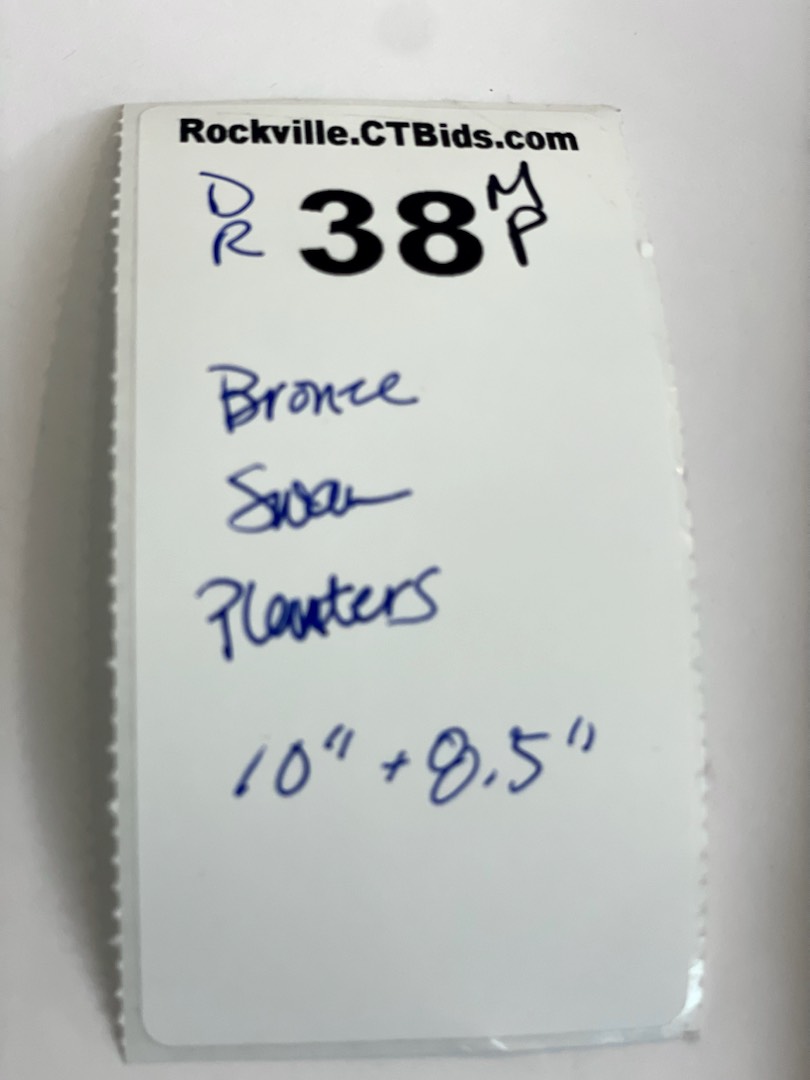 Rockville.CTBids.com
DR 38 MP
Bronze
Swan
Planters
10" + 8.5"